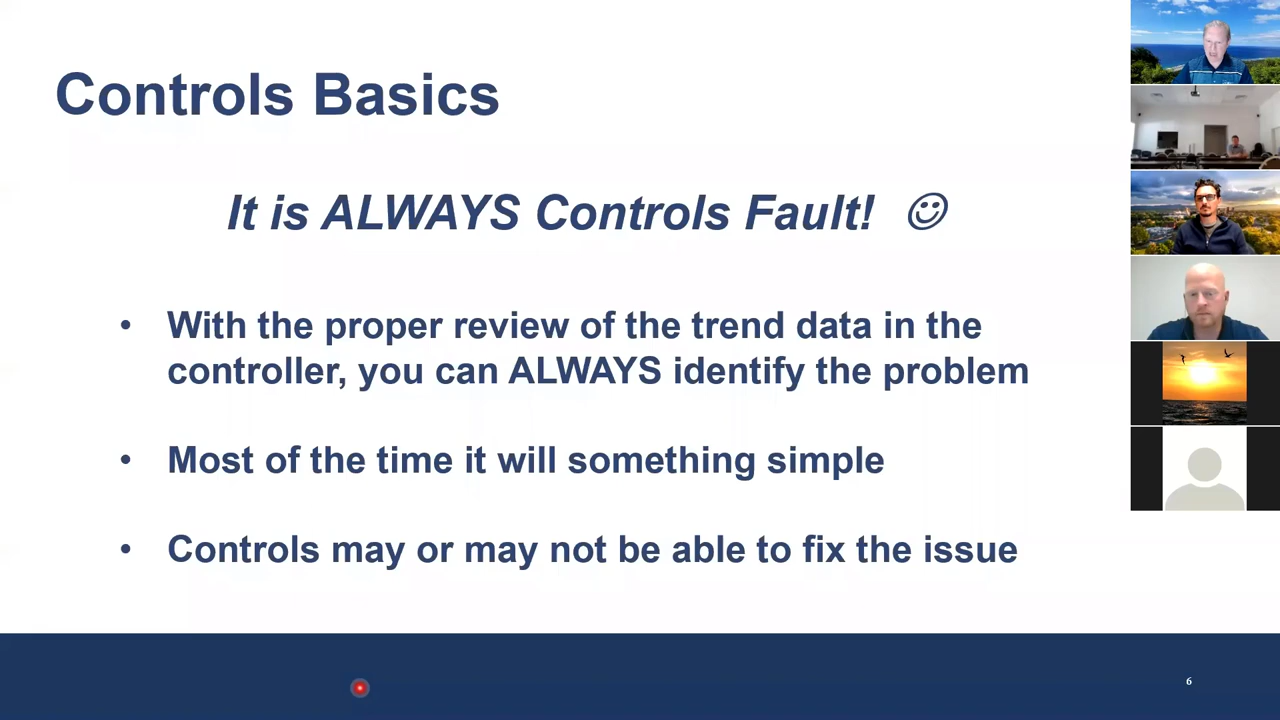 Controls Basics
It is ALWAYS Controls Fault! ☺
• With the proper review of the trend data in the
controller, you can ALWAYS identify the problem
• Most of the time it will something simple
• Controls may or may not be able to fix the issue
6